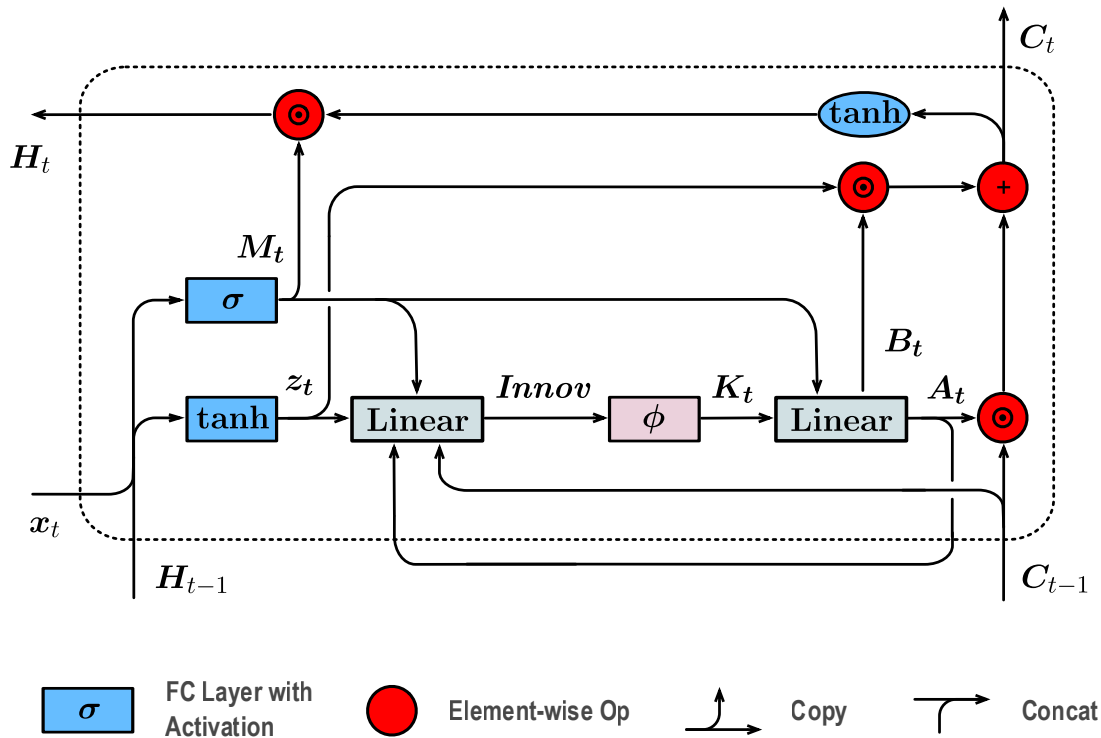 C_t
tanh
⊙
H_t
⊙
+
M_t
σ
B_t
z_t
Innov
K_t
A_t
tanh
Linear
ϕ
Linear
⊙
x_t
H_{t-1}
C_{t-1}
σ
FC Layer with
Activation
Element-wise Op
Copy
Concat